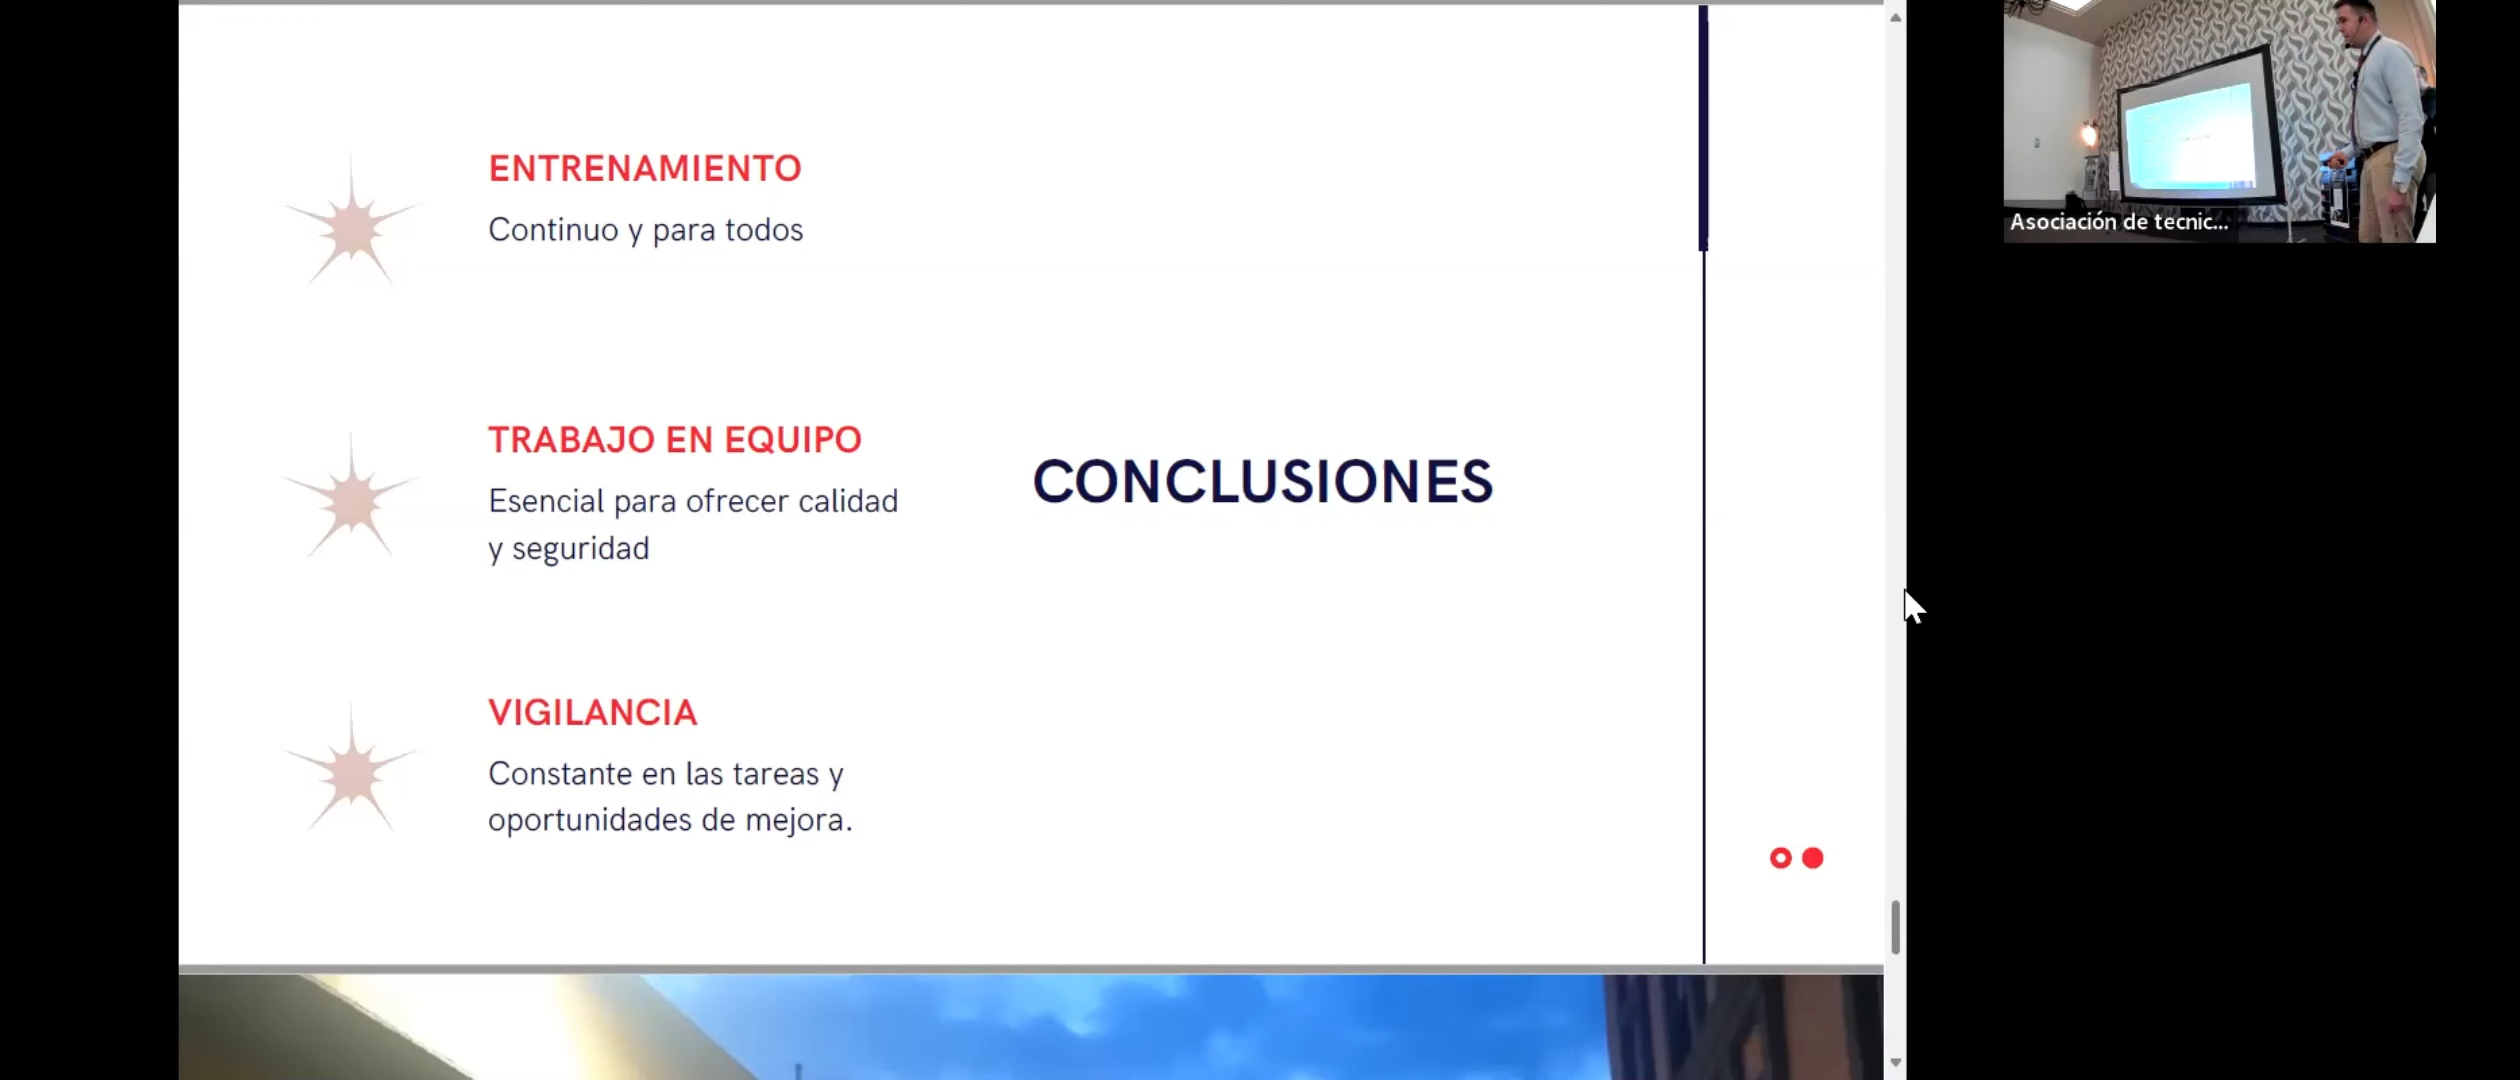 ENTRENAMIENTO
Continuo y para todos
TRABAJO EN EQUIPO
Esencial para ofrecer calidad
y seguridad
CONCLUSIONES
VIGILANCIA
Constante en las tareas y
oportunidades de mejora.
Asociación de tecnic...